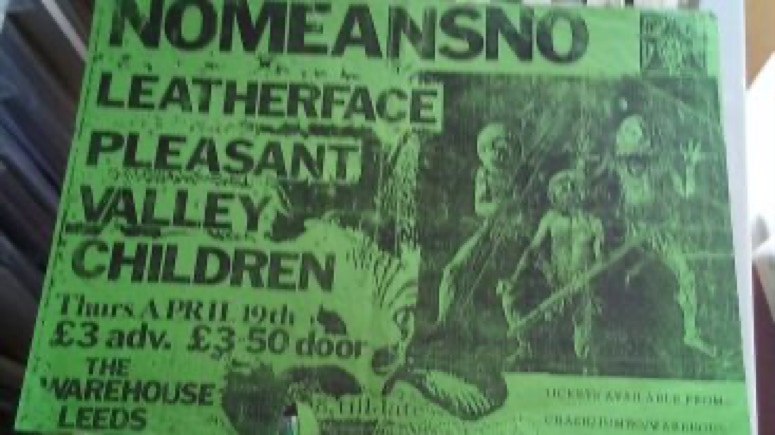 NOMEANSNO
LEATHERFACE
PLEASANT
VALLEY
CHILDREN
Thurs APRIL 19th
£3 adv. £3·50 door
THE
WAREHOUSE
LEEDS
TICKETS AVAILABLE FROM